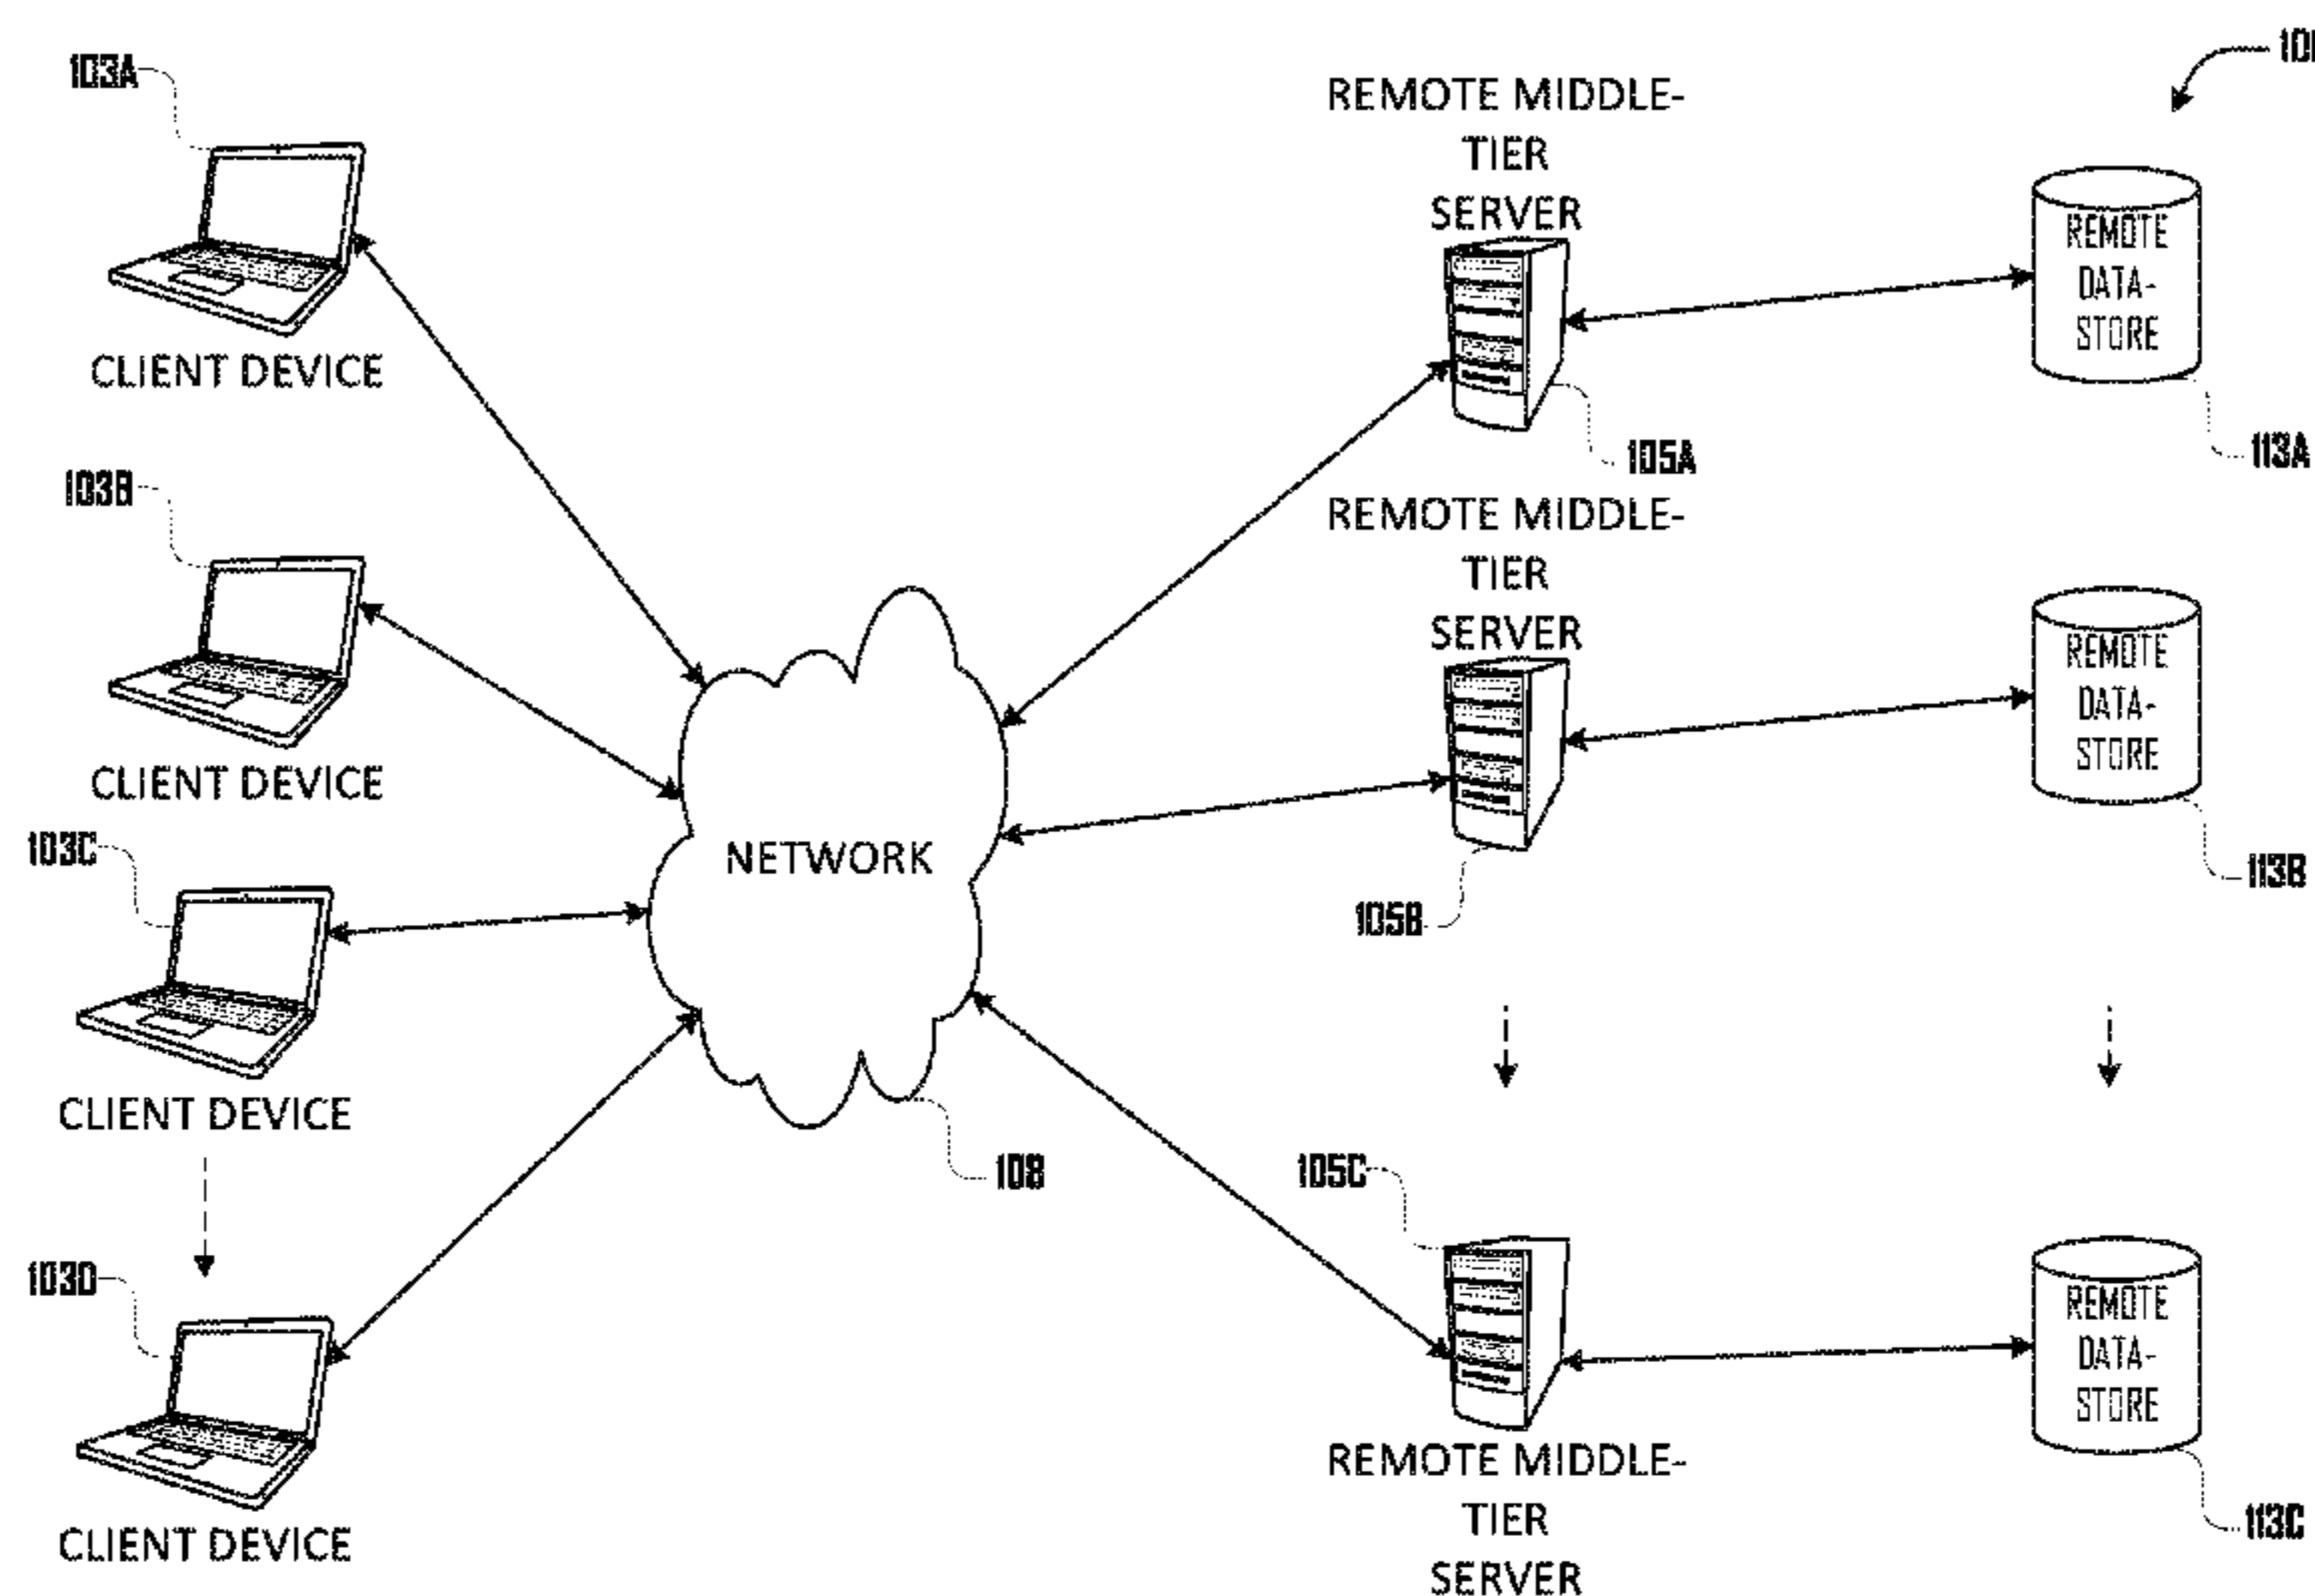 103A
CLIENT DEVICE
103B
CLIENT DEVICE
103C
CLIENT DEVICE
103D
CLIENT DEVICE
NETWORK
108
REMOTE MIDDLE-
TIER
SERVER
105A
REMOTE MIDDLE-
TIER
SERVER
105B
105C
REMOTE MIDDLE-
TIER
SERVER
REMOTE
DATA-
STORE
113A
REMOTE
DATA-
STORE
113B
REMOTE
DATA-
STORE
113C